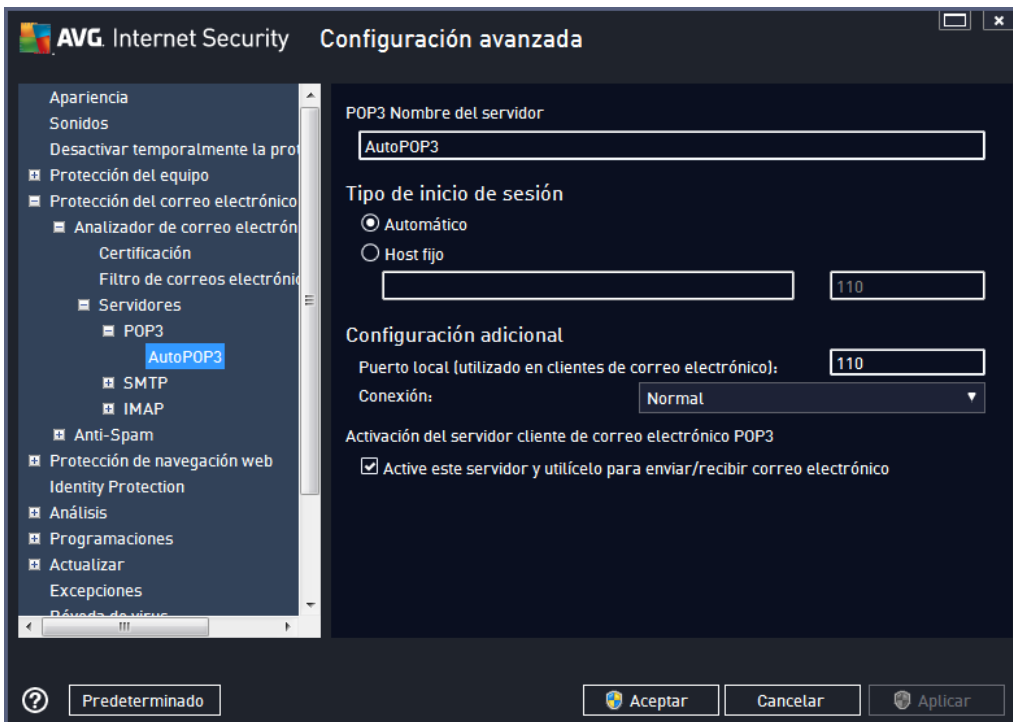 AVG. Internet Security Configuración avanzada
Apariencia
Sonidos
Desactivar temporalmente la prot
Protección del equipo
Protección del correo electrónico
Analizador de correo electrón
Certificación
Filtro de correos electrónic
Servidores
POP3
AutoPOP3
SMTP
IMAP
Anti-Spam
Protección de navegación web
Identity Protection
Análisis
Programaciones
Actualizar
Excepciones
Bóveda de virus
POP3 Nombre del servidor
AutoPOP3
Tipo de inicio de sesión
Automático
Host fijo
110
Configuración adicional
Puerto local (utilizado en clientes de correo electrónico): 110
Conexión: Normal
Activación del servidor cliente de correo electrónico POP3
Active este servidor y utilícelo para enviar/recibir correo electrónico
? Predeterminado Aceptar Cancelar Aplicar